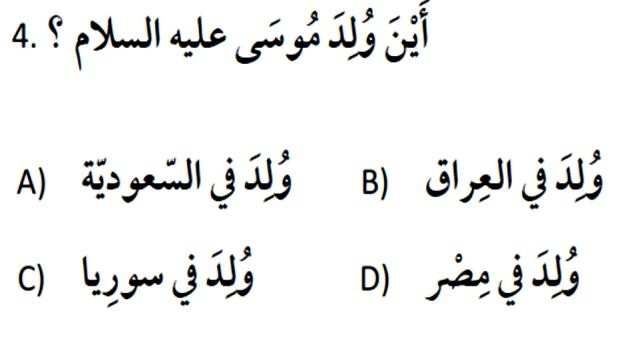 4. أَيْنَ وُلِدَ مُوسَى عليه السلام ؟
A) وُلِدَ في السّعوديّة B) وُلِدَ في العِراق
C) وُلِدَ في سورِيا D) وُلِدَ في مِصْر